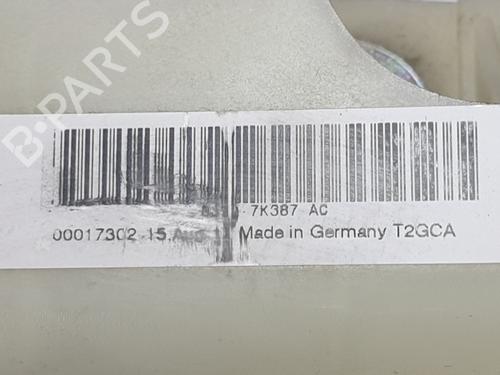 B-PARTS
7K387 AC
00017302 15 Made in Germany T2GCA